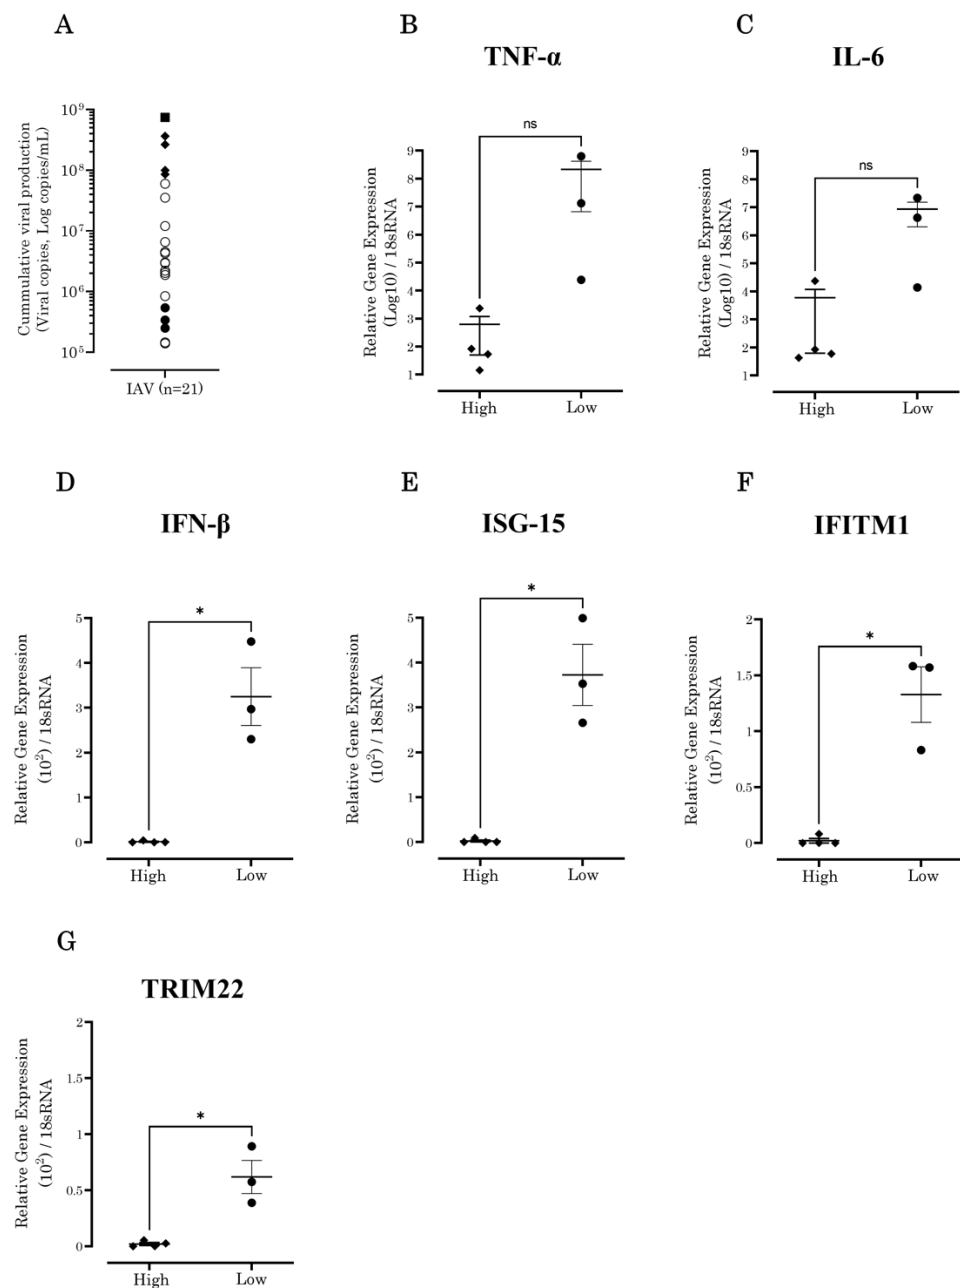 A
Cummulative viral production
(Viral copies, Log copies/mL)
10⁹
10⁸
10⁷
10⁶
10⁵
IAV (n=21)
B
TNF-α
ns
Relative Gene Expression
(Log10) / 18sRNA
9
8
7
6
5
4
3
2
1
High
Low
C
IL-6
ns
Relative Gene Expression
(Log10) / 18sRNA
9
8
7
6
5
4
3
2
1
High
Low
D
IFN-β
*
Relative Gene Expression
(10²) / 18sRNA
5
4
3
2
1
0
High
Low
E
ISG-15
*
Relative Gene Expression
(10²) / 18sRNA
5
4
3
2
1
0
High
Low
F
IFITM1
*
Relative Gene Expression
(10²) / 18sRNA
2
1.5
1
0.5
0
High
Low
G
TRIM22
*
Relative Gene Expression
(10²) / 18sRNA
2
1.5
1
0.5
0
High
Low